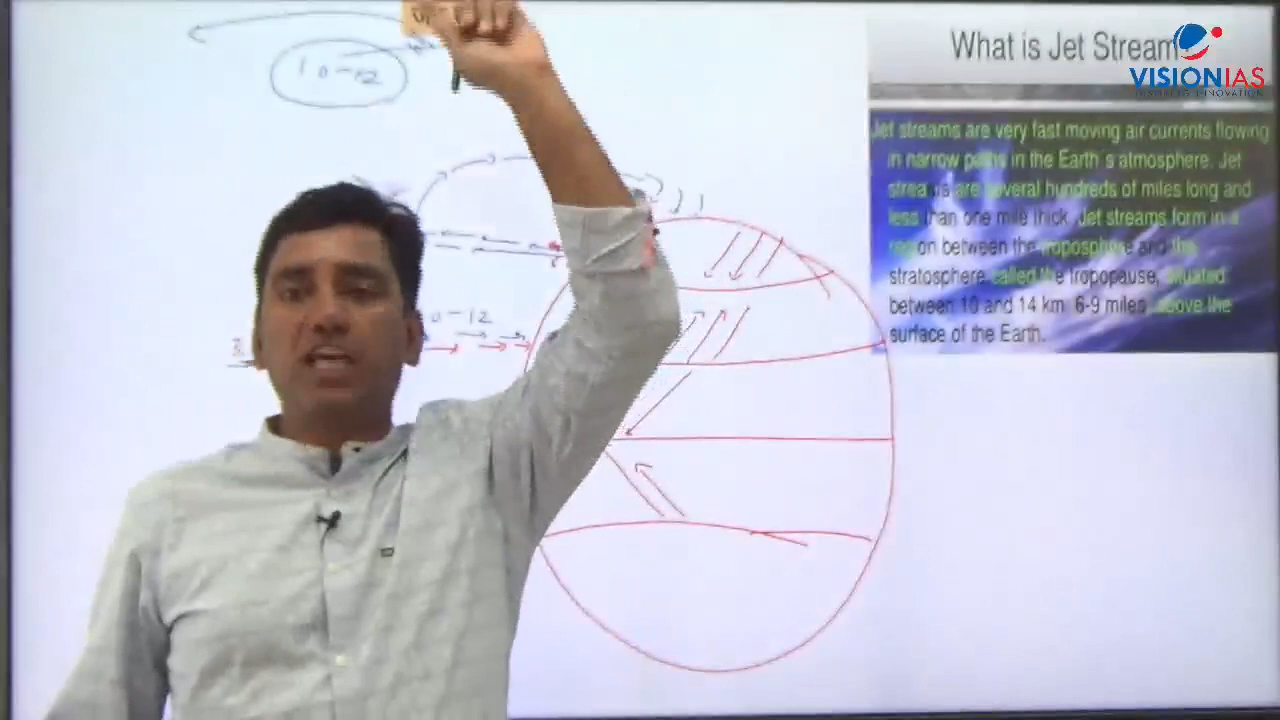 What is Jet Stream
VISIONIAS
INSPIRING INNOVATION
Jet streams are very fast moving air currents flowing
in narrow paths in the Earth s atmosphere. Jet
streams are several hundreds of miles long and
less than one mile thick. Jet streams form in a
region between the troposphere and the
stratosphere called the tropopause, situated
between 10 and 14 km 6-9 miles above the
surface of the Earth.
10-12
0-12